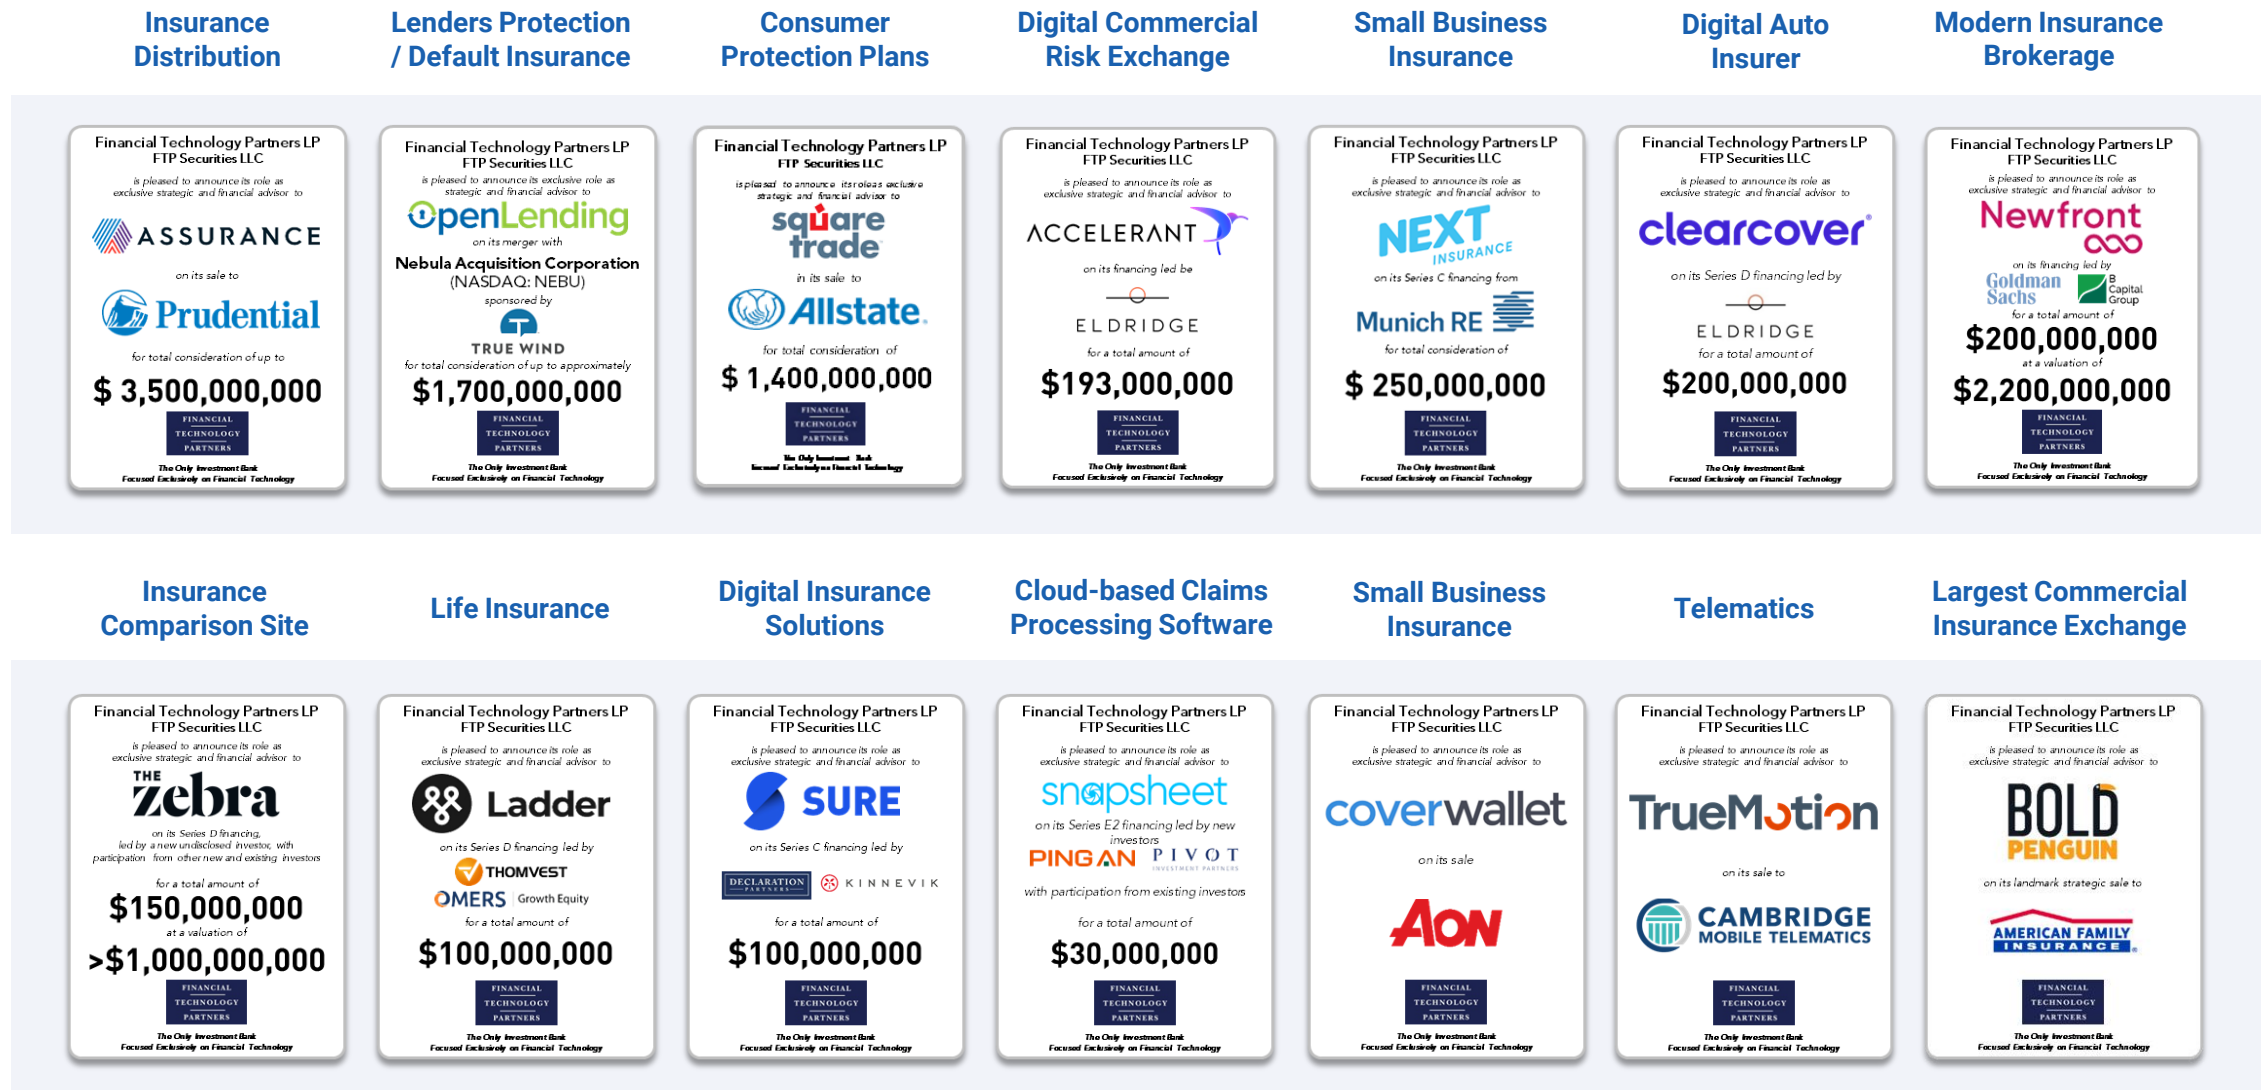 Insurance
Distribution
Lenders Protection
/ Default Insurance
Consumer
Protection Plans
Digital Commercial
Risk Exchange
Small Business
Insurance
Digital Auto
Insurer
Modern Insurance
Brokerage
Financial Technology Partners LP
FTP Securities LLC
is pleased to announce its role as
exclusive strategic and financial advisor to
ASSURANCE
on its sale to
Prudential
for total consideration of up to
$ 3,500,000,000
FINANCIAL
TECHNOLOGY
PARTNERS
The Only Investment Bank
Focused Exclusively on Financial Technology
Financial Technology Partners LP
FTP Securities LLC
is pleased to announce its exclusive role as
strategic and financial advisor to
OpenLending
on its merger with
Nebula Acquisition Corporation
(NASDAQ: NEBU)
sponsored by
TRUE WIND
for total consideration of up to approximately
$1,700,000,000
FINANCIAL
TECHNOLOGY
PARTNERS
The Only Investment Bank
Focused Exclusively on Financial Technology
Financial Technology Partners LP
FTP Securities LLC
is pleased to announce its role as exclusive
strategic and financial advisor to
square
trade
in its sale to
Allstate.
for total consideration of
$ 1,400,000,000
FINANCIAL
TECHNOLOGY
PARTNERS
The Only Investment Bank
Focused Exclusively on Financial Technology
Financial Technology Partners LP
FTP Securities LLC
is pleased to announce its role as
exclusive strategic and financial advisor to
ACCELERANT
on its financing led be
ELDRIDGE
for a total amount of
$193,000,000
FINANCIAL
TECHNOLOGY
PARTNERS
The Only Investment Bank
Focused Exclusively on Financial Technology
Financial Technology Partners LP
FTP Securities LLC
is pleased to announce its role as
exclusive strategic and financial advisor to
NEXT
INSURANCE
on its Series C financing from
Munich RE
for total consideration of
$ 250,000,000
FINANCIAL
TECHNOLOGY
PARTNERS
The Only Investment Bank
Focused Exclusively on Financial Technology
Financial Technology Partners LP
FTP Securities LLC
is pleased to announce its role as
exclusive strategic and financial advisor to
clearcover®
on its Series D financing led by
ELDRIDGE
for a total amount of
$200,000,000
FINANCIAL
TECHNOLOGY
PARTNERS
The Only Investment Bank
Focused Exclusively on Financial Technology
Financial Technology Partners LP
FTP Securities LLC
is pleased to announce its role as
exclusive strategic and financial advisor to
Newfront
on its financing led by
Goldman
Sachs
B
Capital
Group
for a total amount of
$200,000,000
at a valuation of
$2,200,000,000
FINANCIAL
TECHNOLOGY
PARTNERS
The Only Investment Bank
Focused Exclusively on Financial Technology
Insurance
Comparison Site
Life Insurance
Digital Insurance
Solutions
Cloud-based Claims
Processing Software
Small Business
Insurance
Telematics
Largest Commercial
Insurance Exchange
Financial Technology Partners LP
FTP Securities LLC
is pleased to announce its role as
exclusive strategic and financial advisor to
THE
Zebra
on its Series D financing,
led by a new undisclosed investor, with
participation from other new and existing investors
for a total amount of
$150,000,000
at a valuation of
>$1,000,000,000
FINANCIAL
TECHNOLOGY
PARTNERS
The Only Investment Bank
Focused Exclusively on Financial Technology
Financial Technology Partners LP
FTP Securities LLC
is pleased to announce its role as
exclusive strategic and financial advisor to
Ladder
on its Series D financing led by
THOMVEST
OMERS Growth Equity
for a total amount of
$100,000,000
FINANCIAL
TECHNOLOGY
PARTNERS
The Only Investment Bank
Focused Exclusively on Financial Technology
Financial Technology Partners LP
FTP Securities LLC
is pleased to announce its role as
exclusive strategic and financial advisor to
SURE
on its Series C financing led by
DECLARATION
PARTNERS
KINNEVIK
for a total amount of
$100,000,000
FINANCIAL
TECHNOLOGY
PARTNERS
The Only Investment Bank
Focused Exclusively on Financial Technology
Financial Technology Partners LP
FTP Securities LLC
is pleased to announce its role as
exclusive strategic and financial advisor to
snapsheet
on its Series E2 financing led by new
investors
PING AN
PIVOT
INVESTMENT PARTNERS
with participation from existing investors
for a total amount of
$30,000,000
FINANCIAL
TECHNOLOGY
PARTNERS
The Only Investment Bank
Focused Exclusively on Financial Technology
Financial Technology Partners LP
FTP Securities LLC
is pleased to announce its role as
exclusive strategic and financial advisor to
coverwallet
on its sale
AON
FINANCIAL
TECHNOLOGY
PARTNERS
The Only Investment Bank
Focused Exclusively on Financial Technology
Financial Technology Partners LP
FTP Securities LLC
is pleased to announce its role as
exclusive strategic and financial advisor to
TrueMotion
on its sale to
CAMBRIDGE
MOBILE TELEMATICS
FINANCIAL
TECHNOLOGY
PARTNERS
The Only Investment Bank
Focused Exclusively on Financial Technology
Financial Technology Partners LP
FTP Securities LLC
is pleased to announce its role as
exclusive strategic and financial advisor to
BOLD
PENGUIN
on its landmark strategic sale to
AMERICAN FAMILY
INSURANCE®
FINANCIAL
TECHNOLOGY
PARTNERS
The Only Investment Bank
Focused Exclusively on Financial Technology